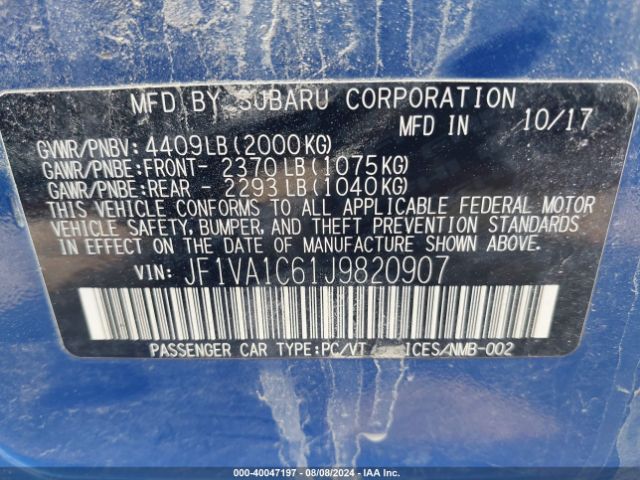 MFD BY SUBARU CORPORATION
MFD IN 10/17
GVWR/PNBV: 4409LB (2000KG)
GAWR/PNBE:FRONT- 2370 LB (1075KG)
GAWR/PNBE:REAR - 2293 LB (1040KG)
THIS VEHICLE CONFORMS TO ALL APPLICABLE FEDERAL MOTOR
VEHICLE SAFETY, BUMPER, AND THEFT PREVENTION STANDARDS
IN EFFECT ON THE DATE OF MANUFACTURE SHOWN ABOVE.
VIN: JF1VA1C61J9820907
PASSENGER CAR TYPE:PC/VT ICES/NMB-002
000-40047197 - 08/08/2024 - IAA Inc.